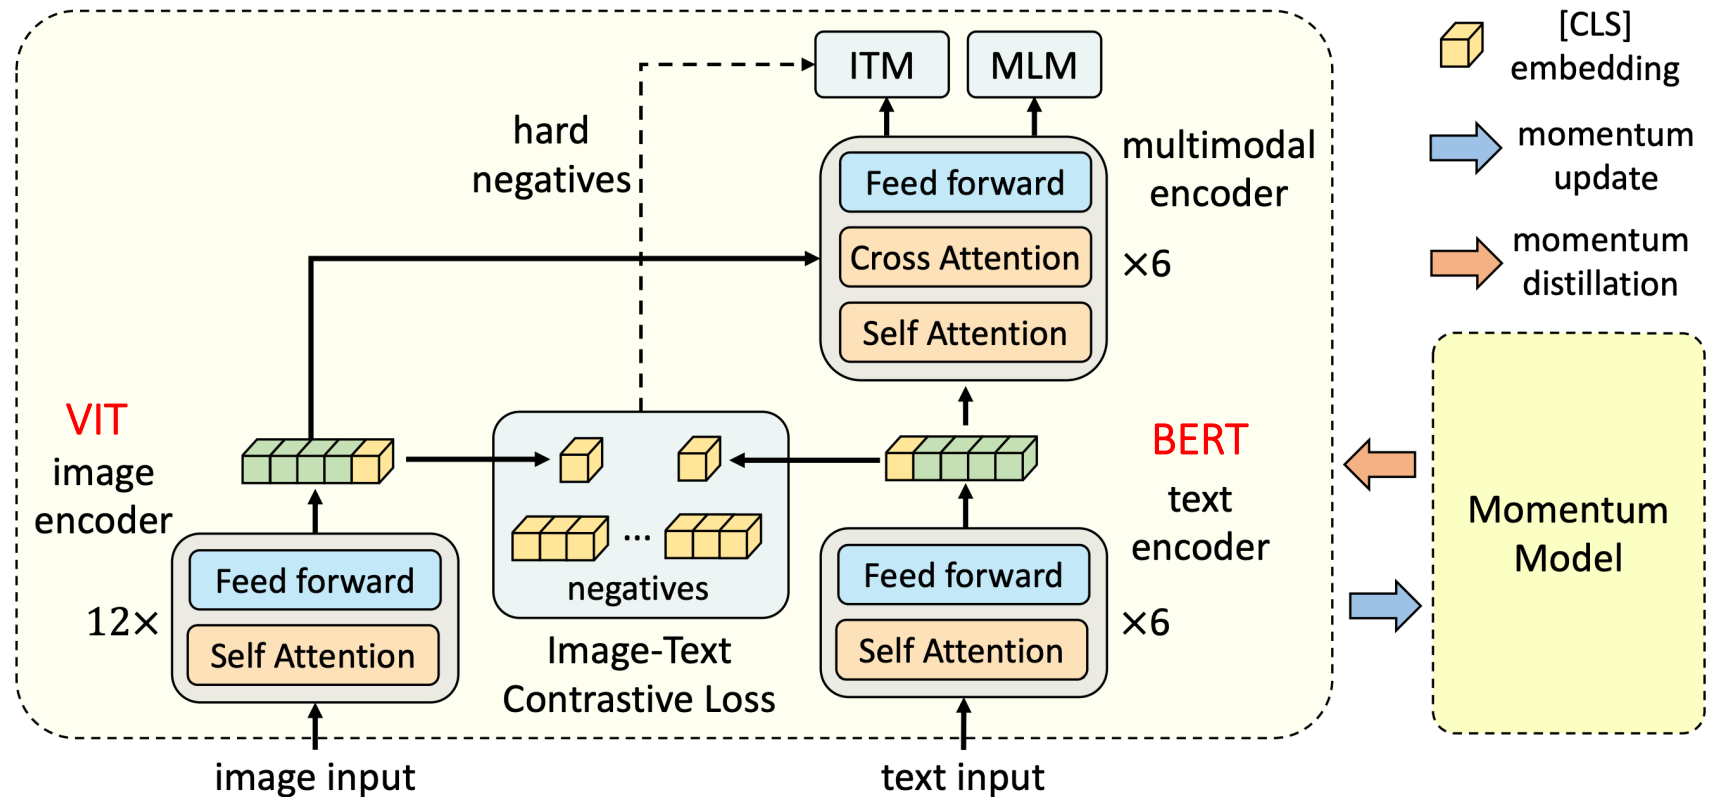 ITM
MLM
hard
negatives
Feed forward
Cross Attention
Self Attention
multimodal
encoder
×6
[CLS]
embedding
momentum
update
momentum
distillation
VIT
image
encoder
12×
Feed forward
Self Attention
image input
...
negatives
Image-Text
Contrastive Loss
BERT
text
encoder
Feed forward
Self Attention
×6
text input
Momentum
Model